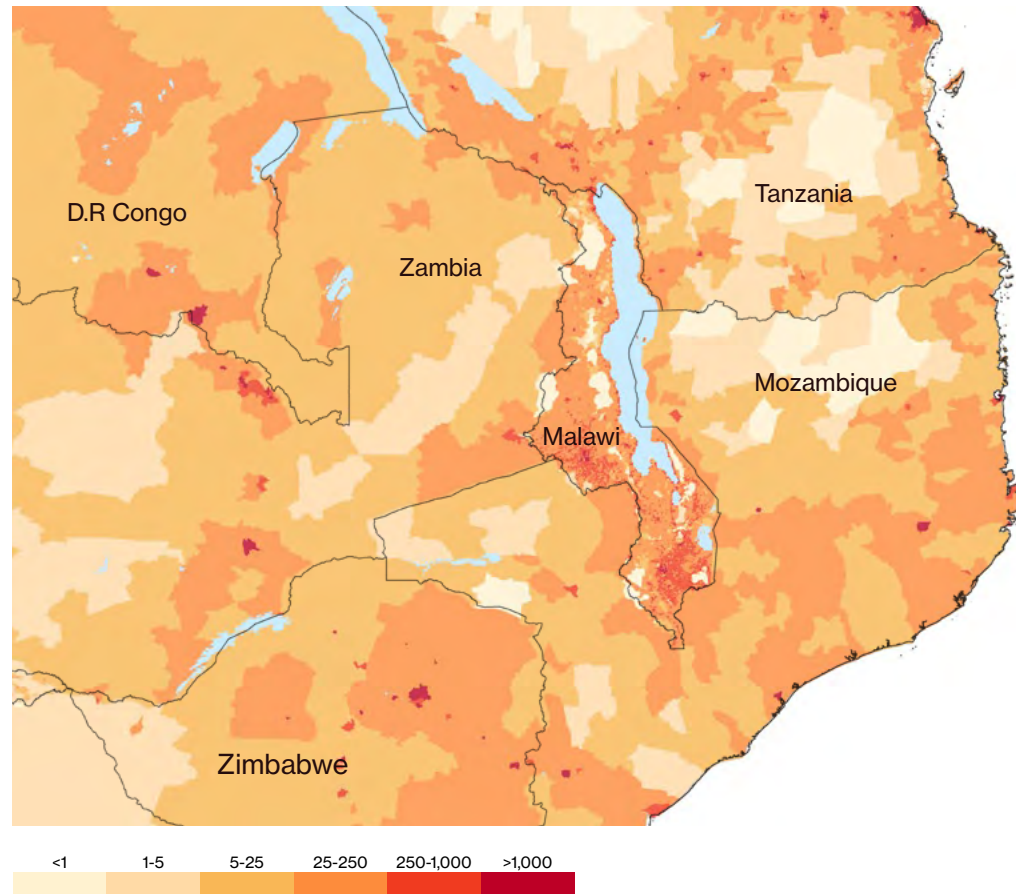 Tanzania
D.R Congo
Zambia
Mozambique
Malawi
Zimbabwe
<1 1-5 5-25 25-250 250-1,000 >1,000